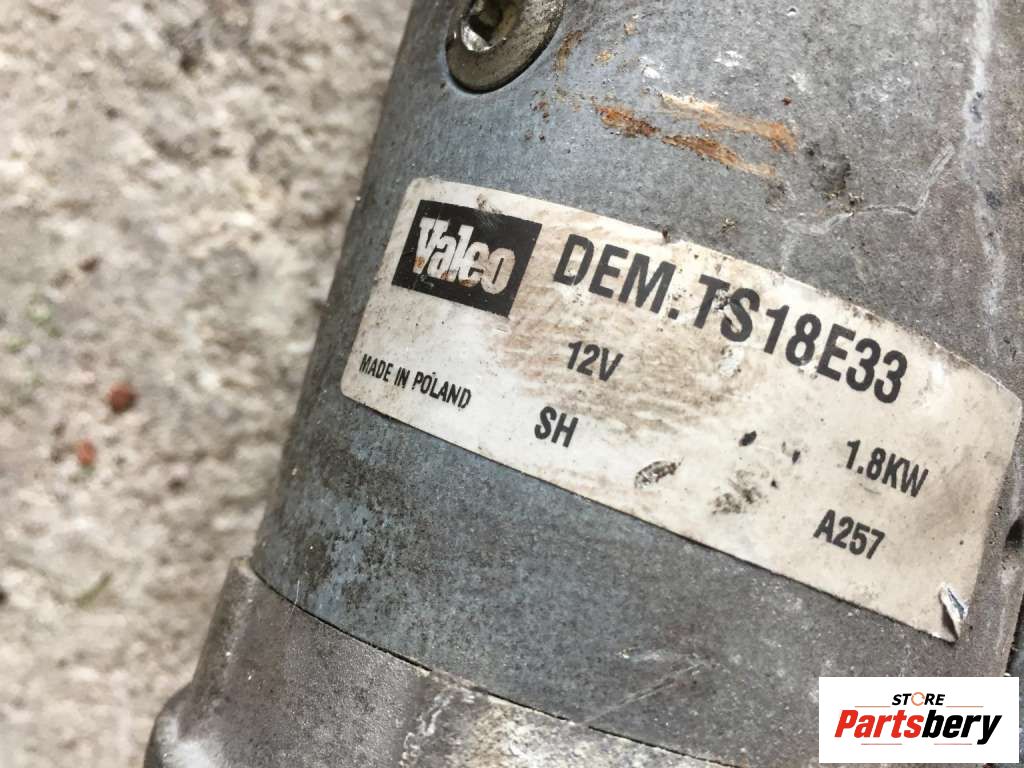 Valeo DEM.TS18E33
12V
MADE IN POLAND
SH
1.8KW
A257
STORE
Partsbery